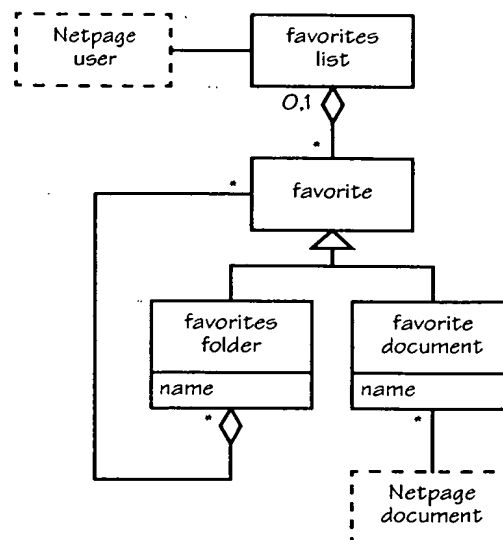 Netpage
user
favorites
list
0,1
*
*
favorite
favorites
folder
name
*
favorite
document
name
*
Netpage
document